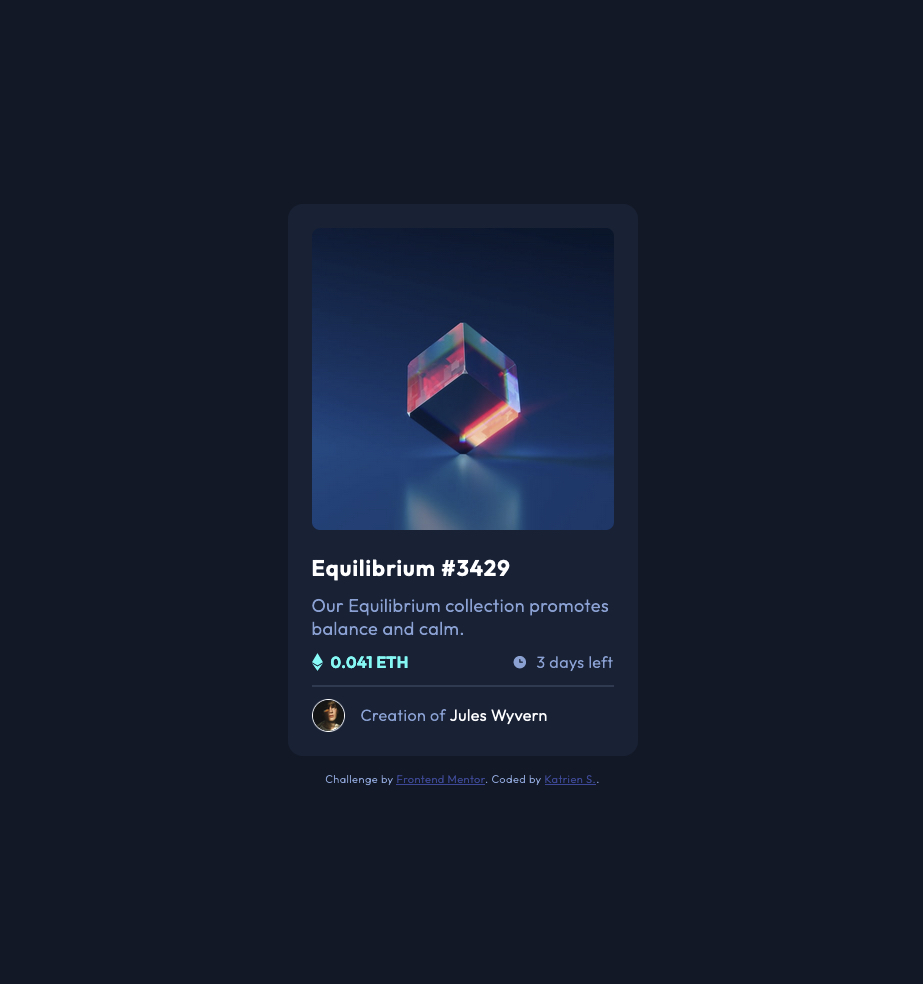 Equilibrium #3429
Our Equilibrium collection promotes
balance and calm.
0.041 ETH 3 days left
Creation of Jules Wyvern
Challenge by Frontend Mentor. Coded by Katrien S..